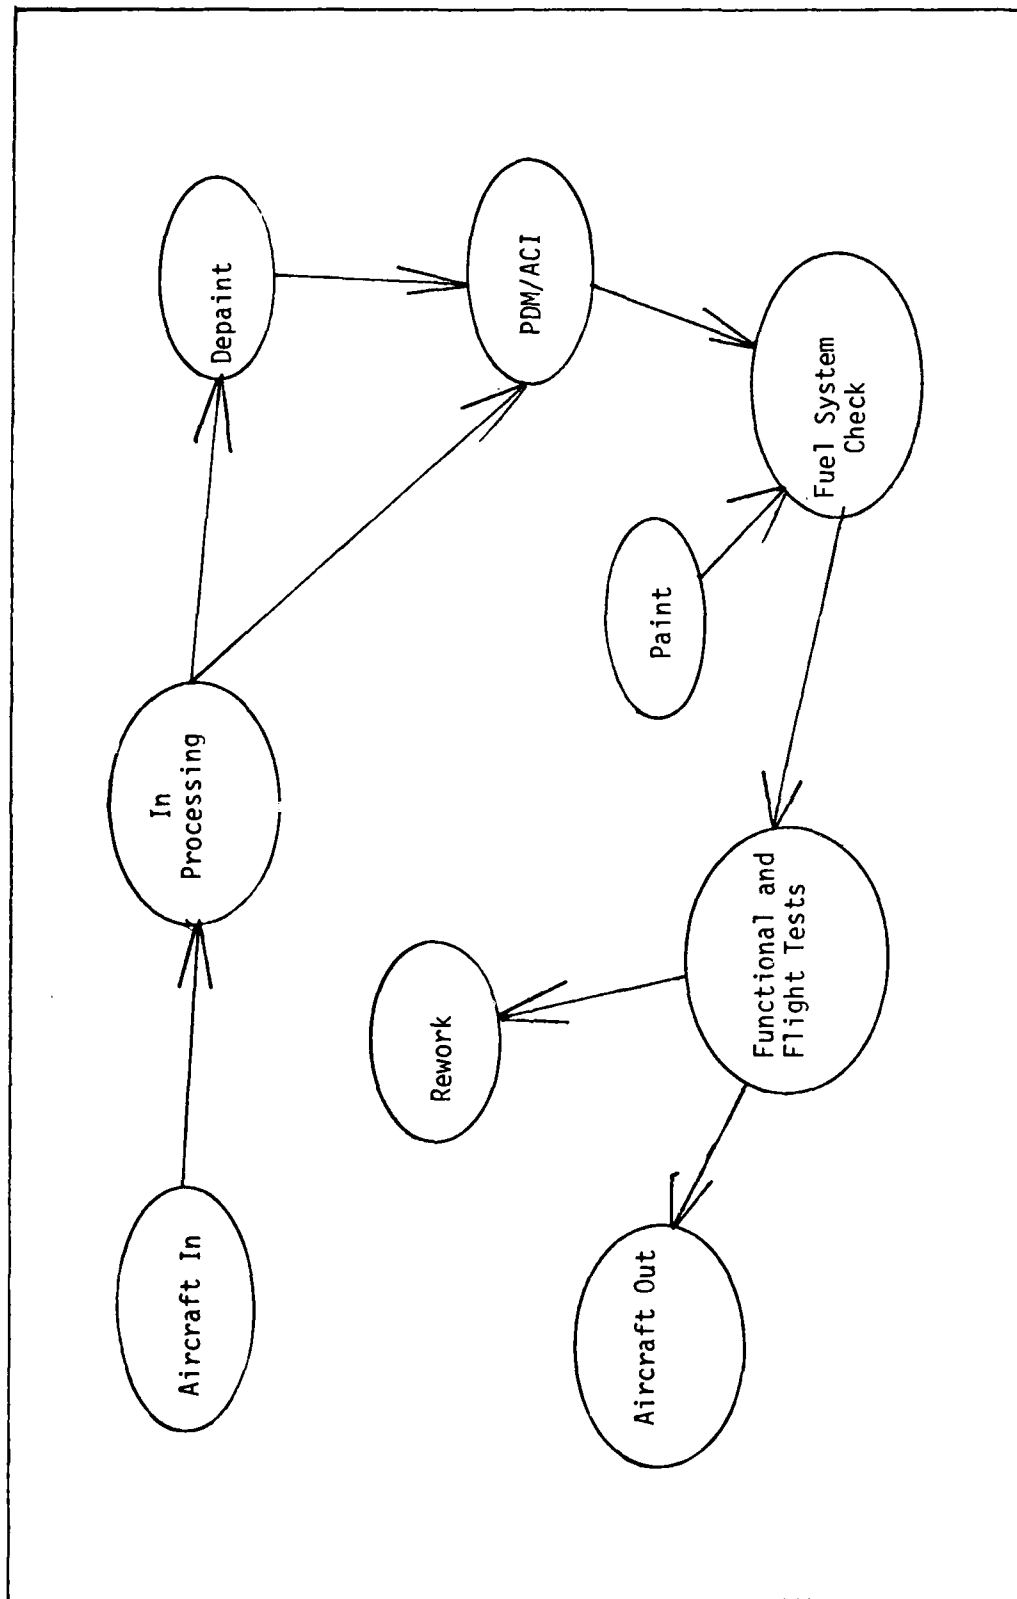 Aircraft In
In
Processing
Depaint
PDM/ACI
Fuel System
Check
Paint
Functional and
Flight Tests
Rework
Aircraft Out